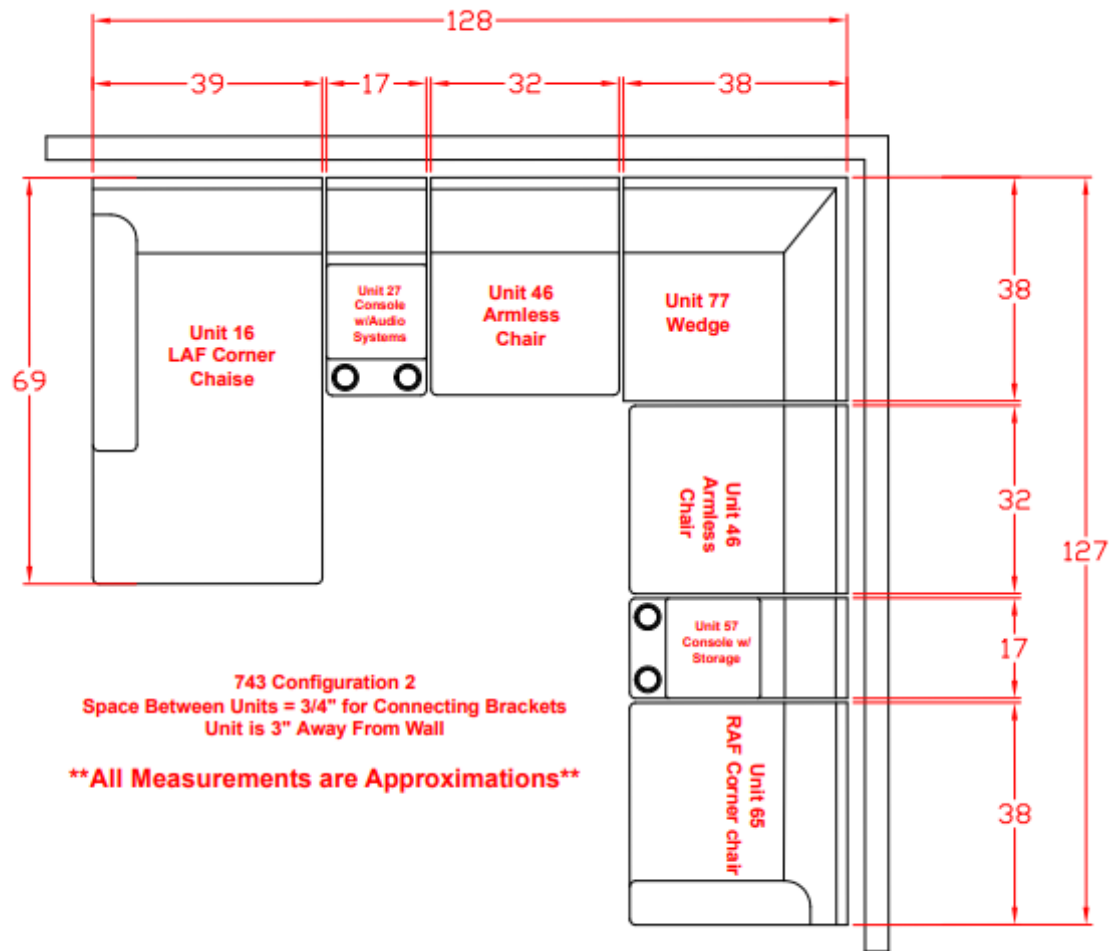 128
39
17
32
38
69
Unit 16
LAF Corner
Chaise
Unit 27
Console
w/Audio
Systems
Unit 46
Armless
Chair
Unit 77
Wedge
38
Unit 46
Armless
Chair
32
127
Unit 57
Console w/
Storage
17
Unit 65
RAF Corner chair
38
743 Configuration 2
Space Between Units = 3/4" for Connecting Brackets
Unit is 3" Away From Wall
**All Measurements are Approximations**